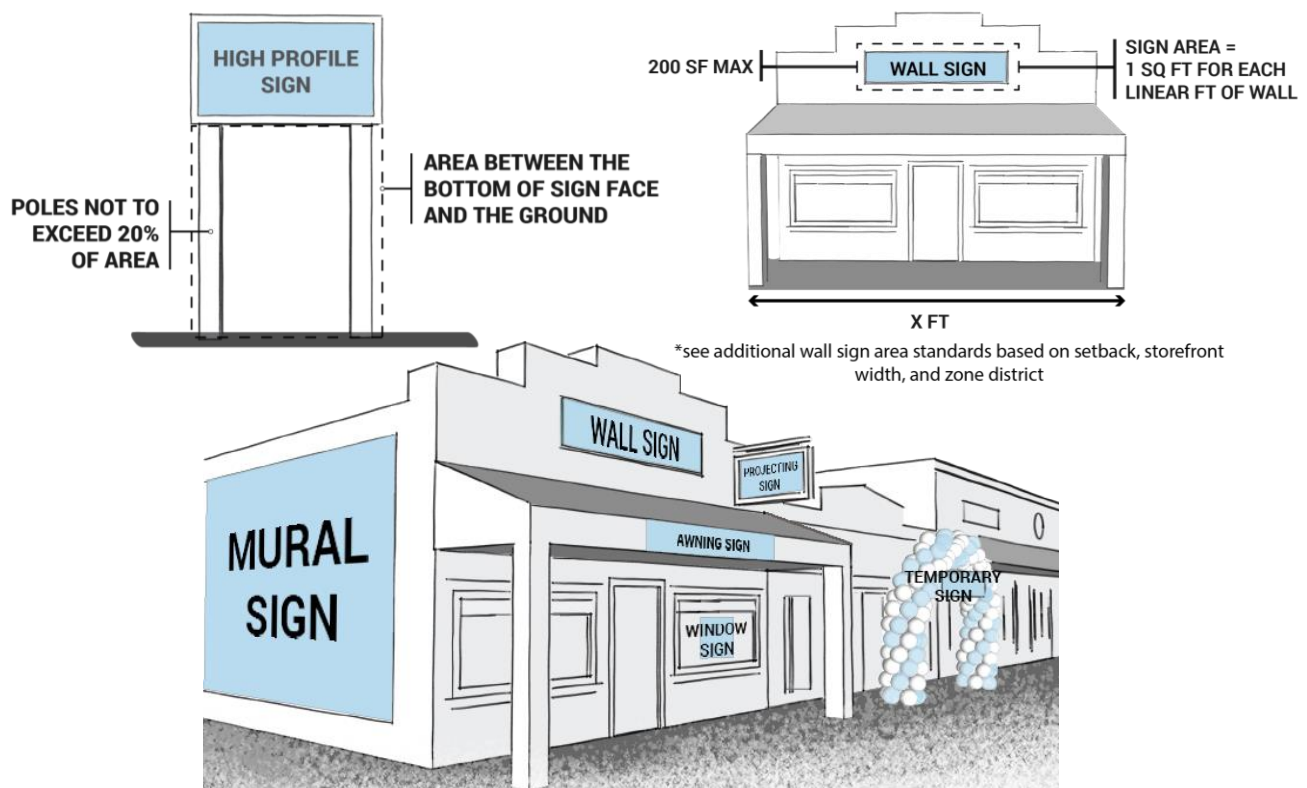 HIGH PROFILE
SIGN
POLES NOT TO
EXCEED 20%
OF AREA
AREA BETWEEN THE
BOTTOM OF SIGN FACE
AND THE GROUND
200 SF MAX
WALL SIGN
SIGN AREA =
1 SQ FT FOR EACH
LINEAR FT OF WALL
X FT
*see additional wall sign area standards based on setback, storefront
width, and zone district
MURAL
SIGN
WALL SIGN
PROJECTING
SIGN
AWNING SIGN
WINDOW
SIGN
TEMPORARY
SIGN